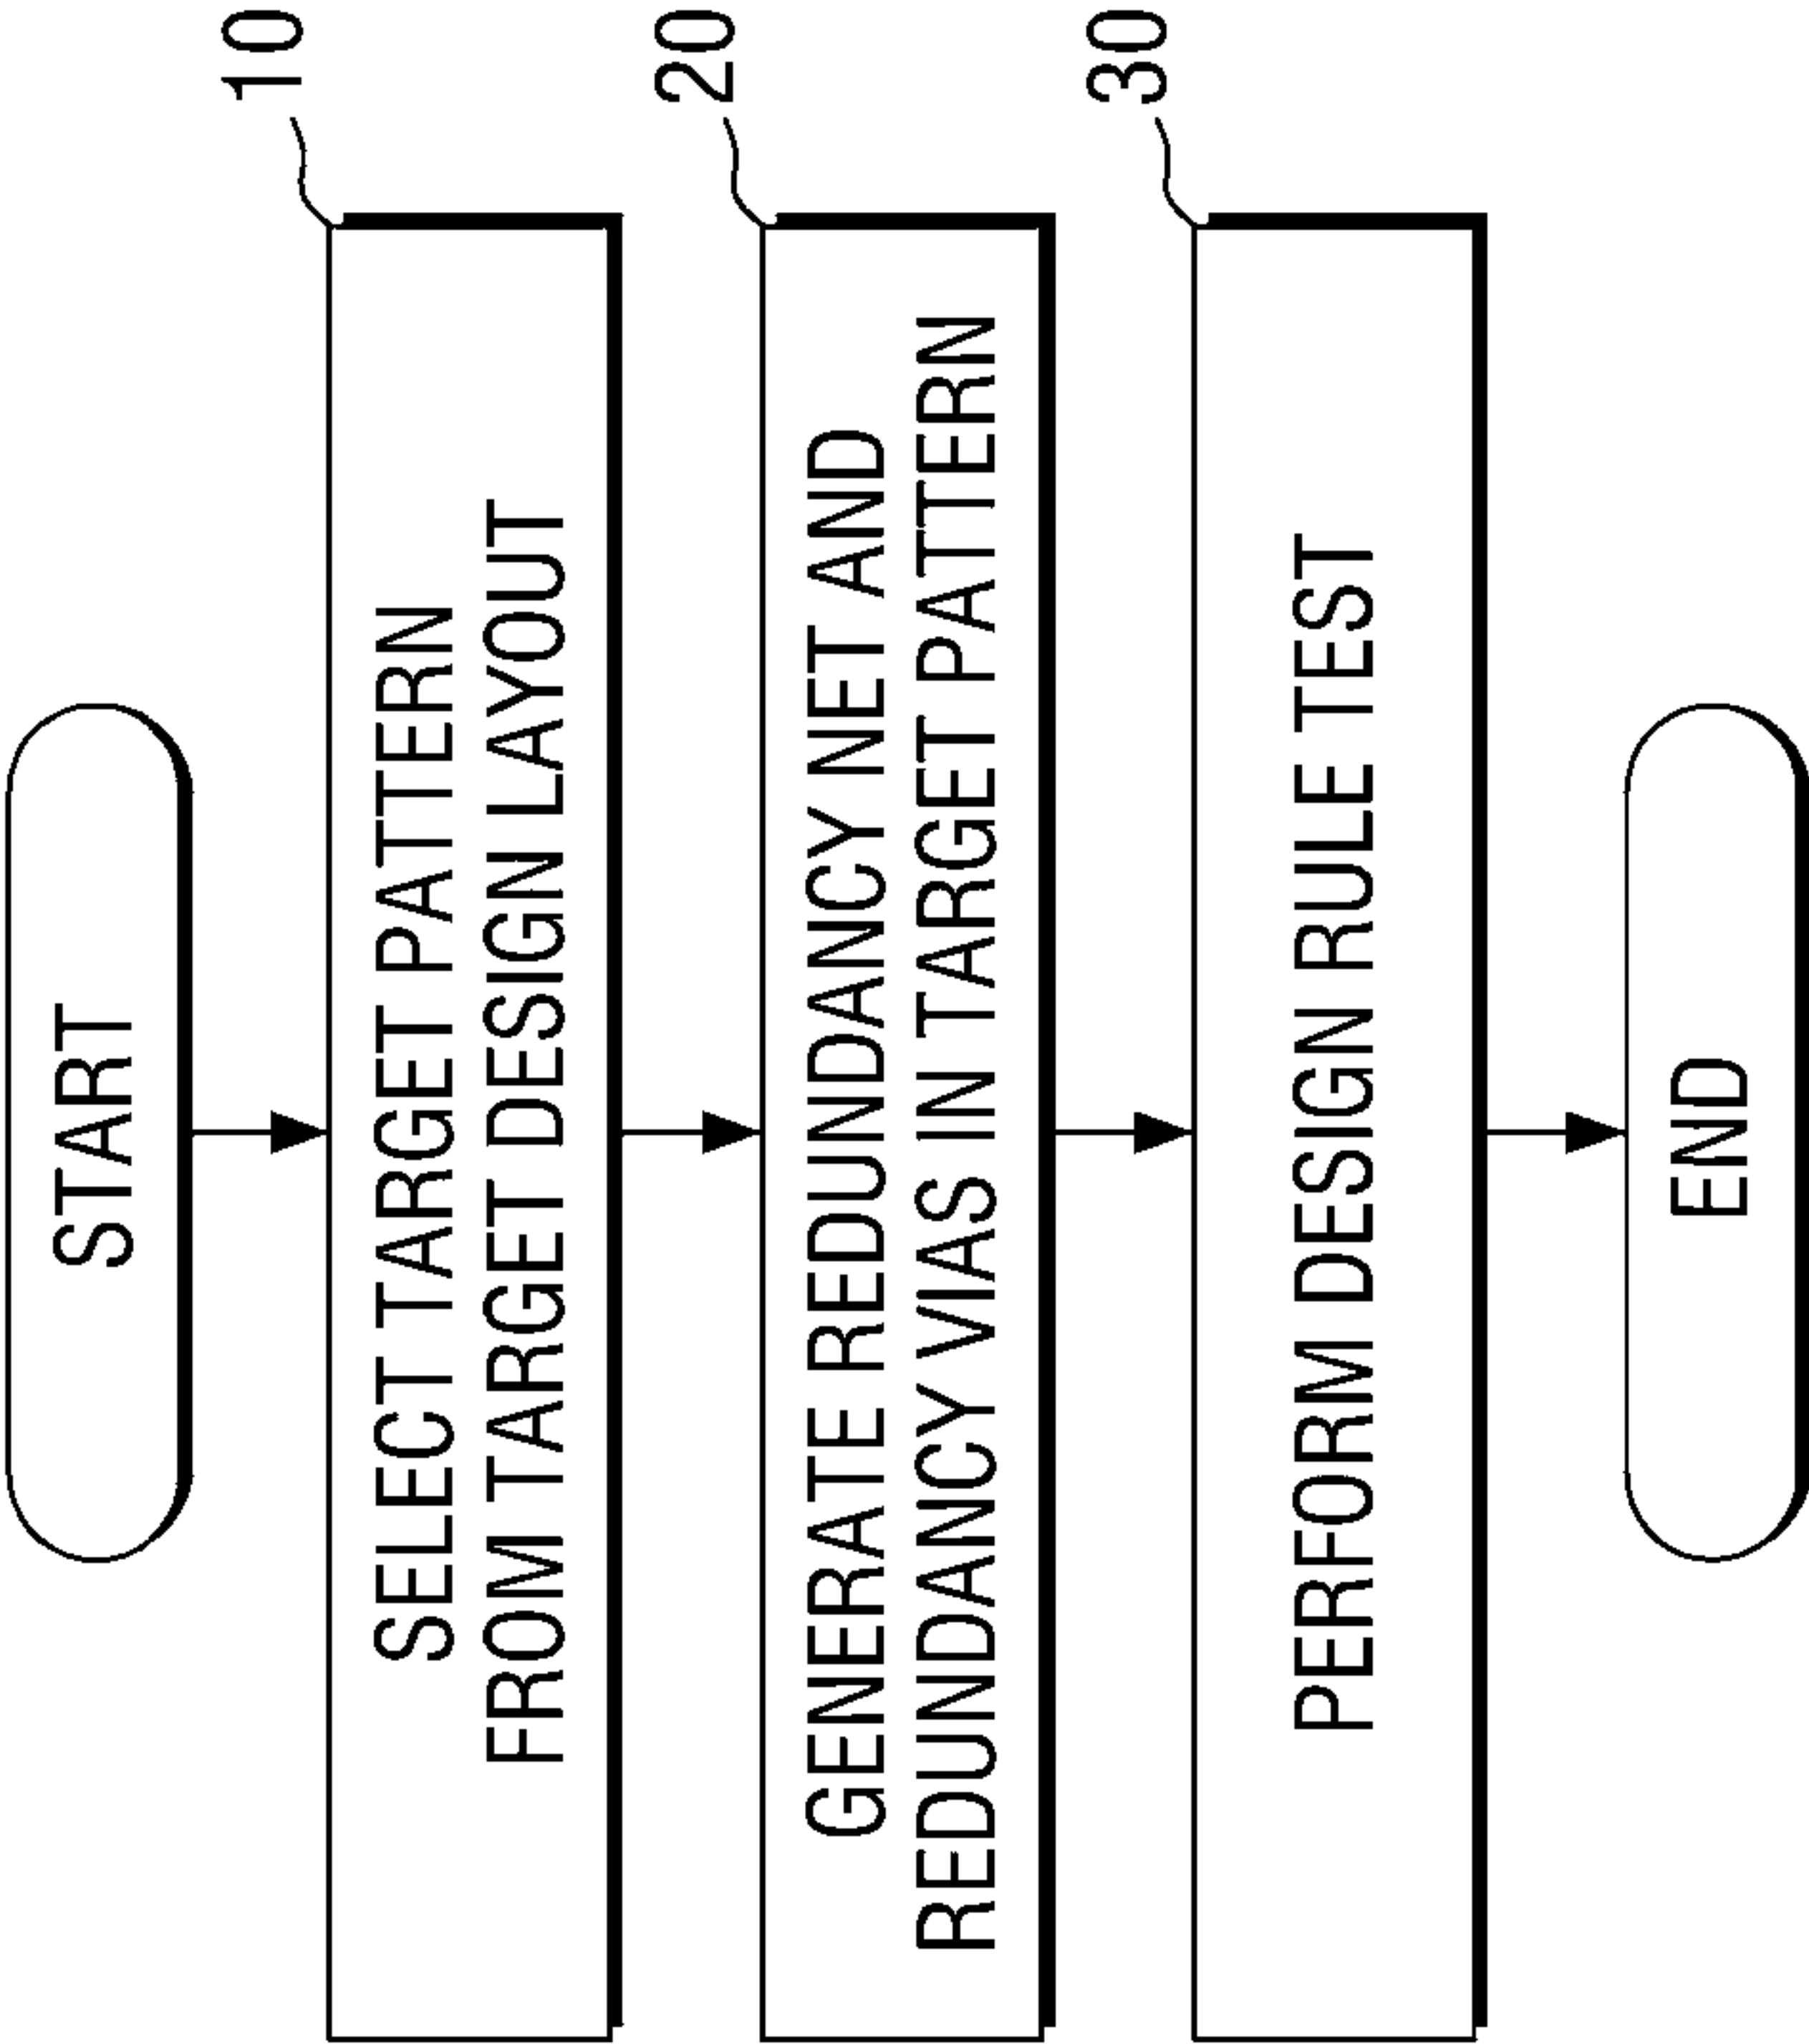 START
10
SELECT TARGET PATTERN
FROM TARGET DESIGN LAYOUT
20
GENERATE REDUNDANCY NET AND
REDUNDANCY VIAS IN TARGET PATTERN
30
PERFORM DESIGN RULE TEST
END